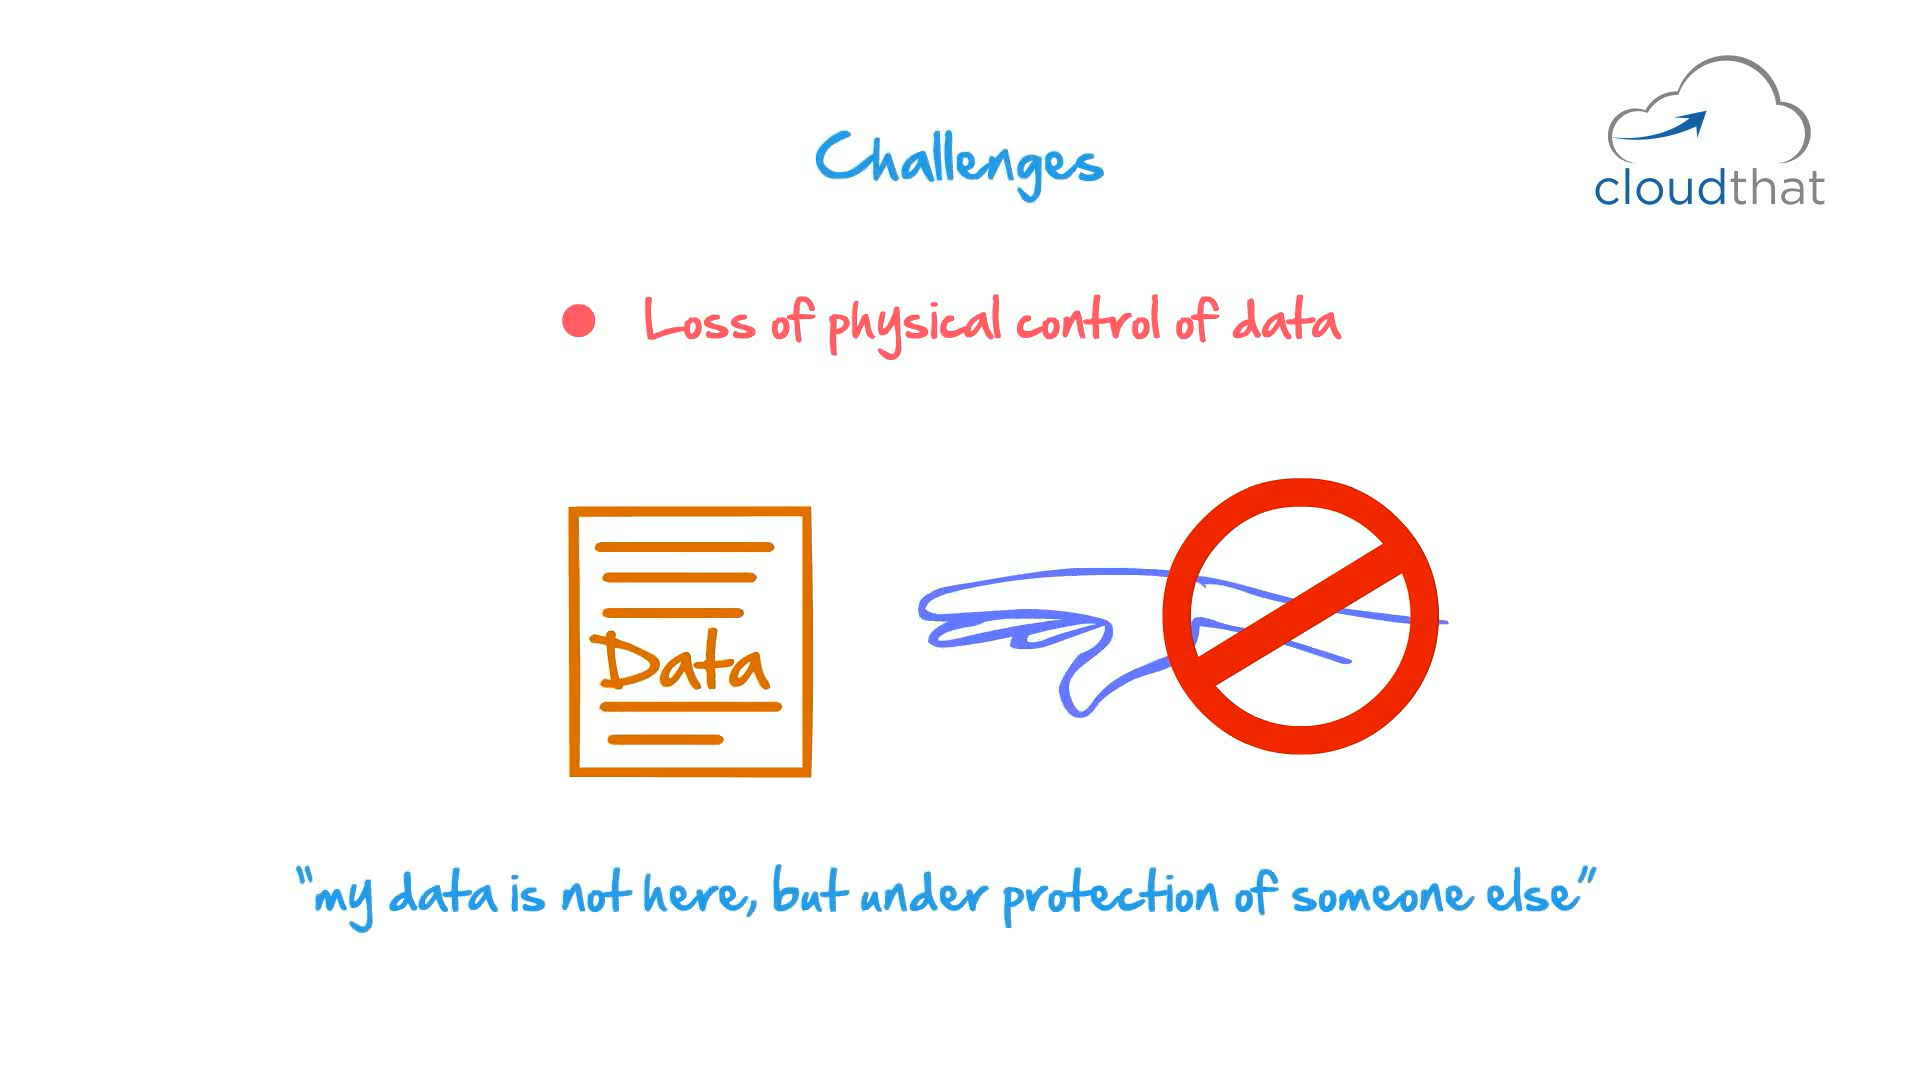 Challenges
cloudthat
● Loss of physical control of data
Data
"my data is not here, but under protection of someone else"